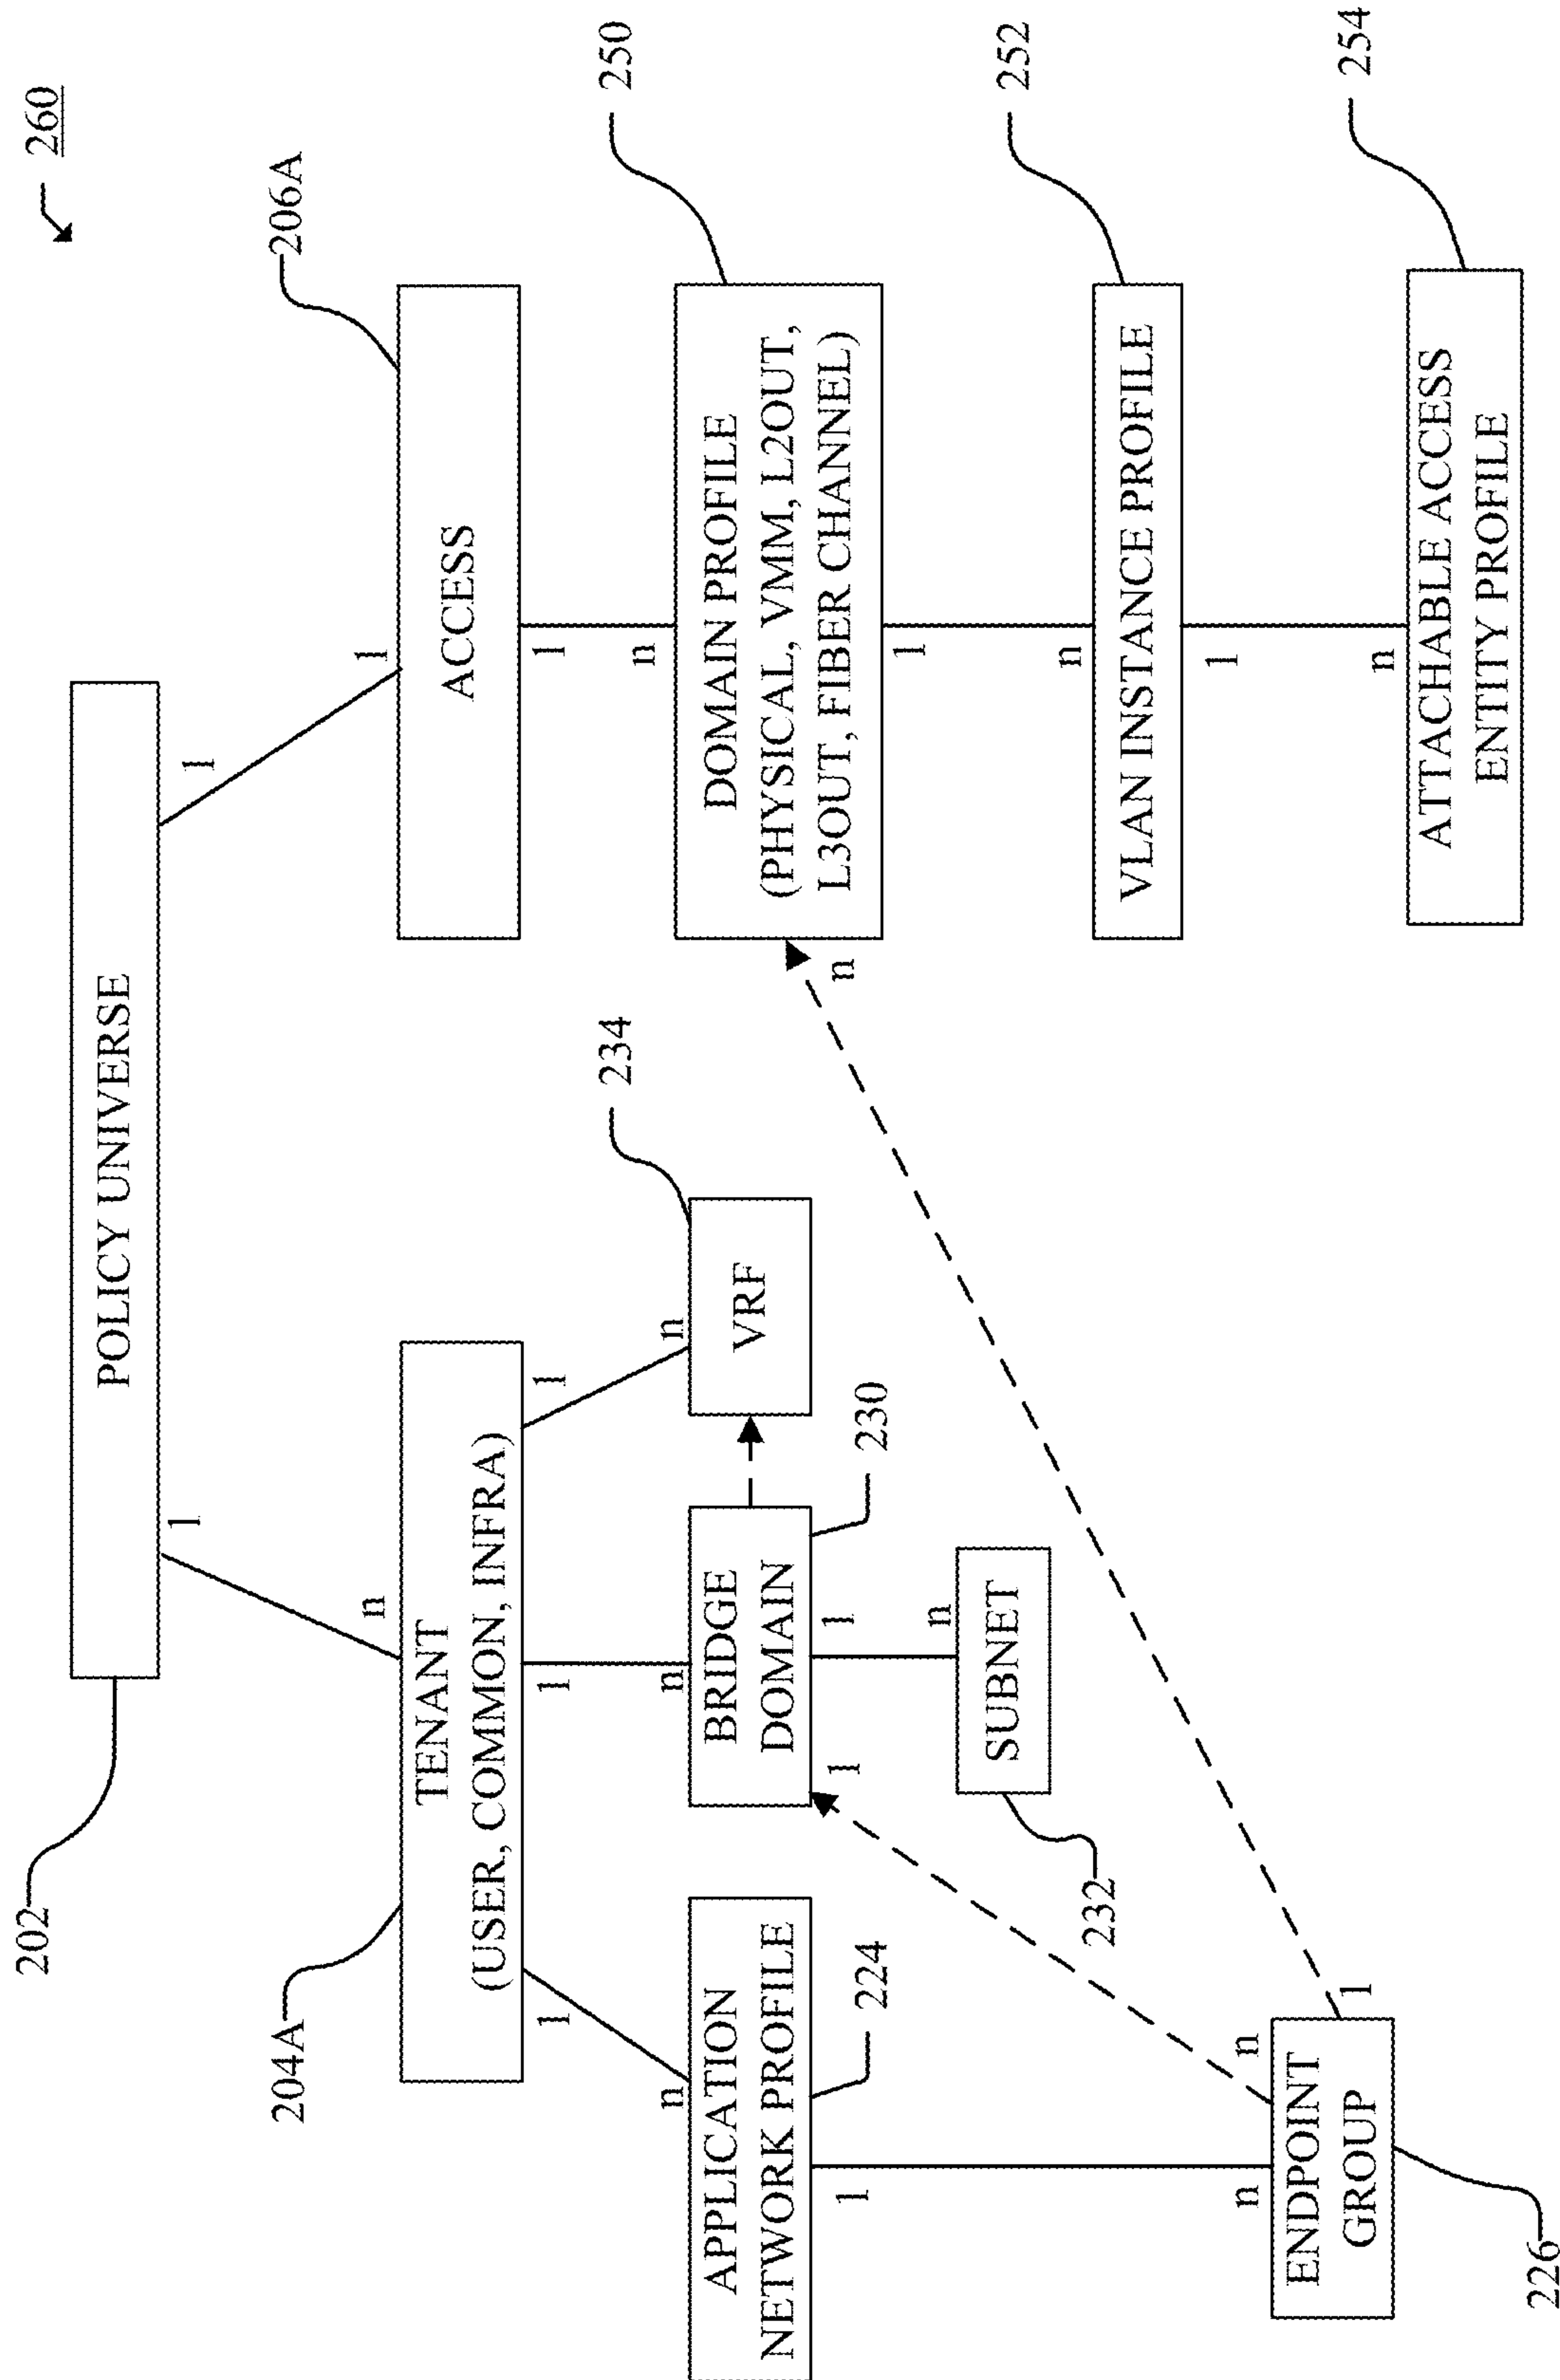 260
202
POLICY UNIVERSE
1
1
n
1
204A
206A
TENANT
(USER, COMMON, INFRA)
ACCESS
1
1
1
1
n
n
n
n
234
250
APPLICATION
NETWORK PROFILE
BRIDGE
DOMAIN
VRF
DOMAIN PROFILE
(PHYSICAL, VMM, L2OUT,
L3OUT, FIBER CHANNEL)
1
224
1
1
230
n
1
n
n
232
SUBNET
252
VLAN INSTANCE PROFILE
1
n
n
1
n
226
ENDPOINT
GROUP
254
ATTACHABLE ACCESS
ENTITY PROFILE